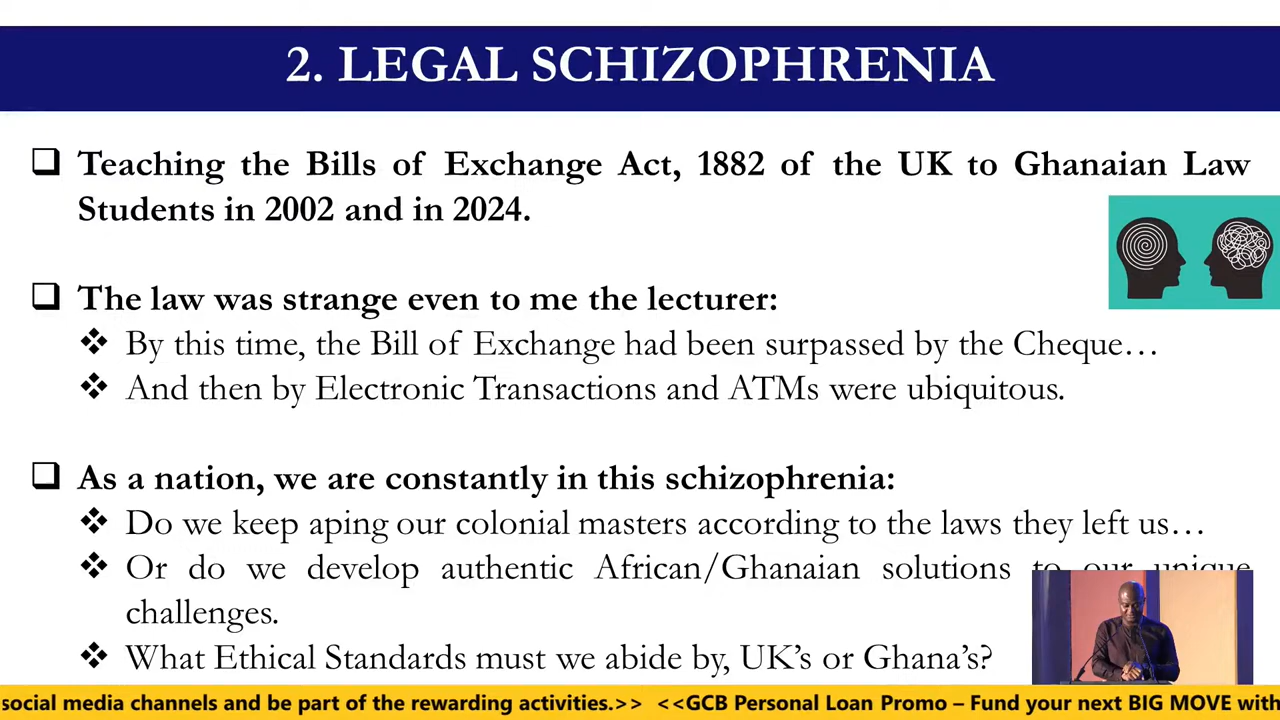 2. LEGAL SCHIZOPHRENIA
❑ Teaching the Bills of Exchange Act, 1882 of the UK to Ghanaian Law
Students in 2002 and in 2024.
❑ The law was strange even to me the lecturer:
❖ By this time, the Bill of Exchange had been surpassed by the Cheque…
❖ And then by Electronic Transactions and ATMs were ubiquitous.
❑ As a nation, we are constantly in this schizophrenia:
❖ Do we keep aping our colonial masters according to the laws they left us…
❖ Or do we develop authentic African/Ghanaian solutions to our unique
challenges.
❖ What Ethical Standards must we abide by, UK's or Ghana's?
social media channels and be part of the rewarding activities.>> <<GCB Personal Loan Promo – Fund your next BIG MOVE with